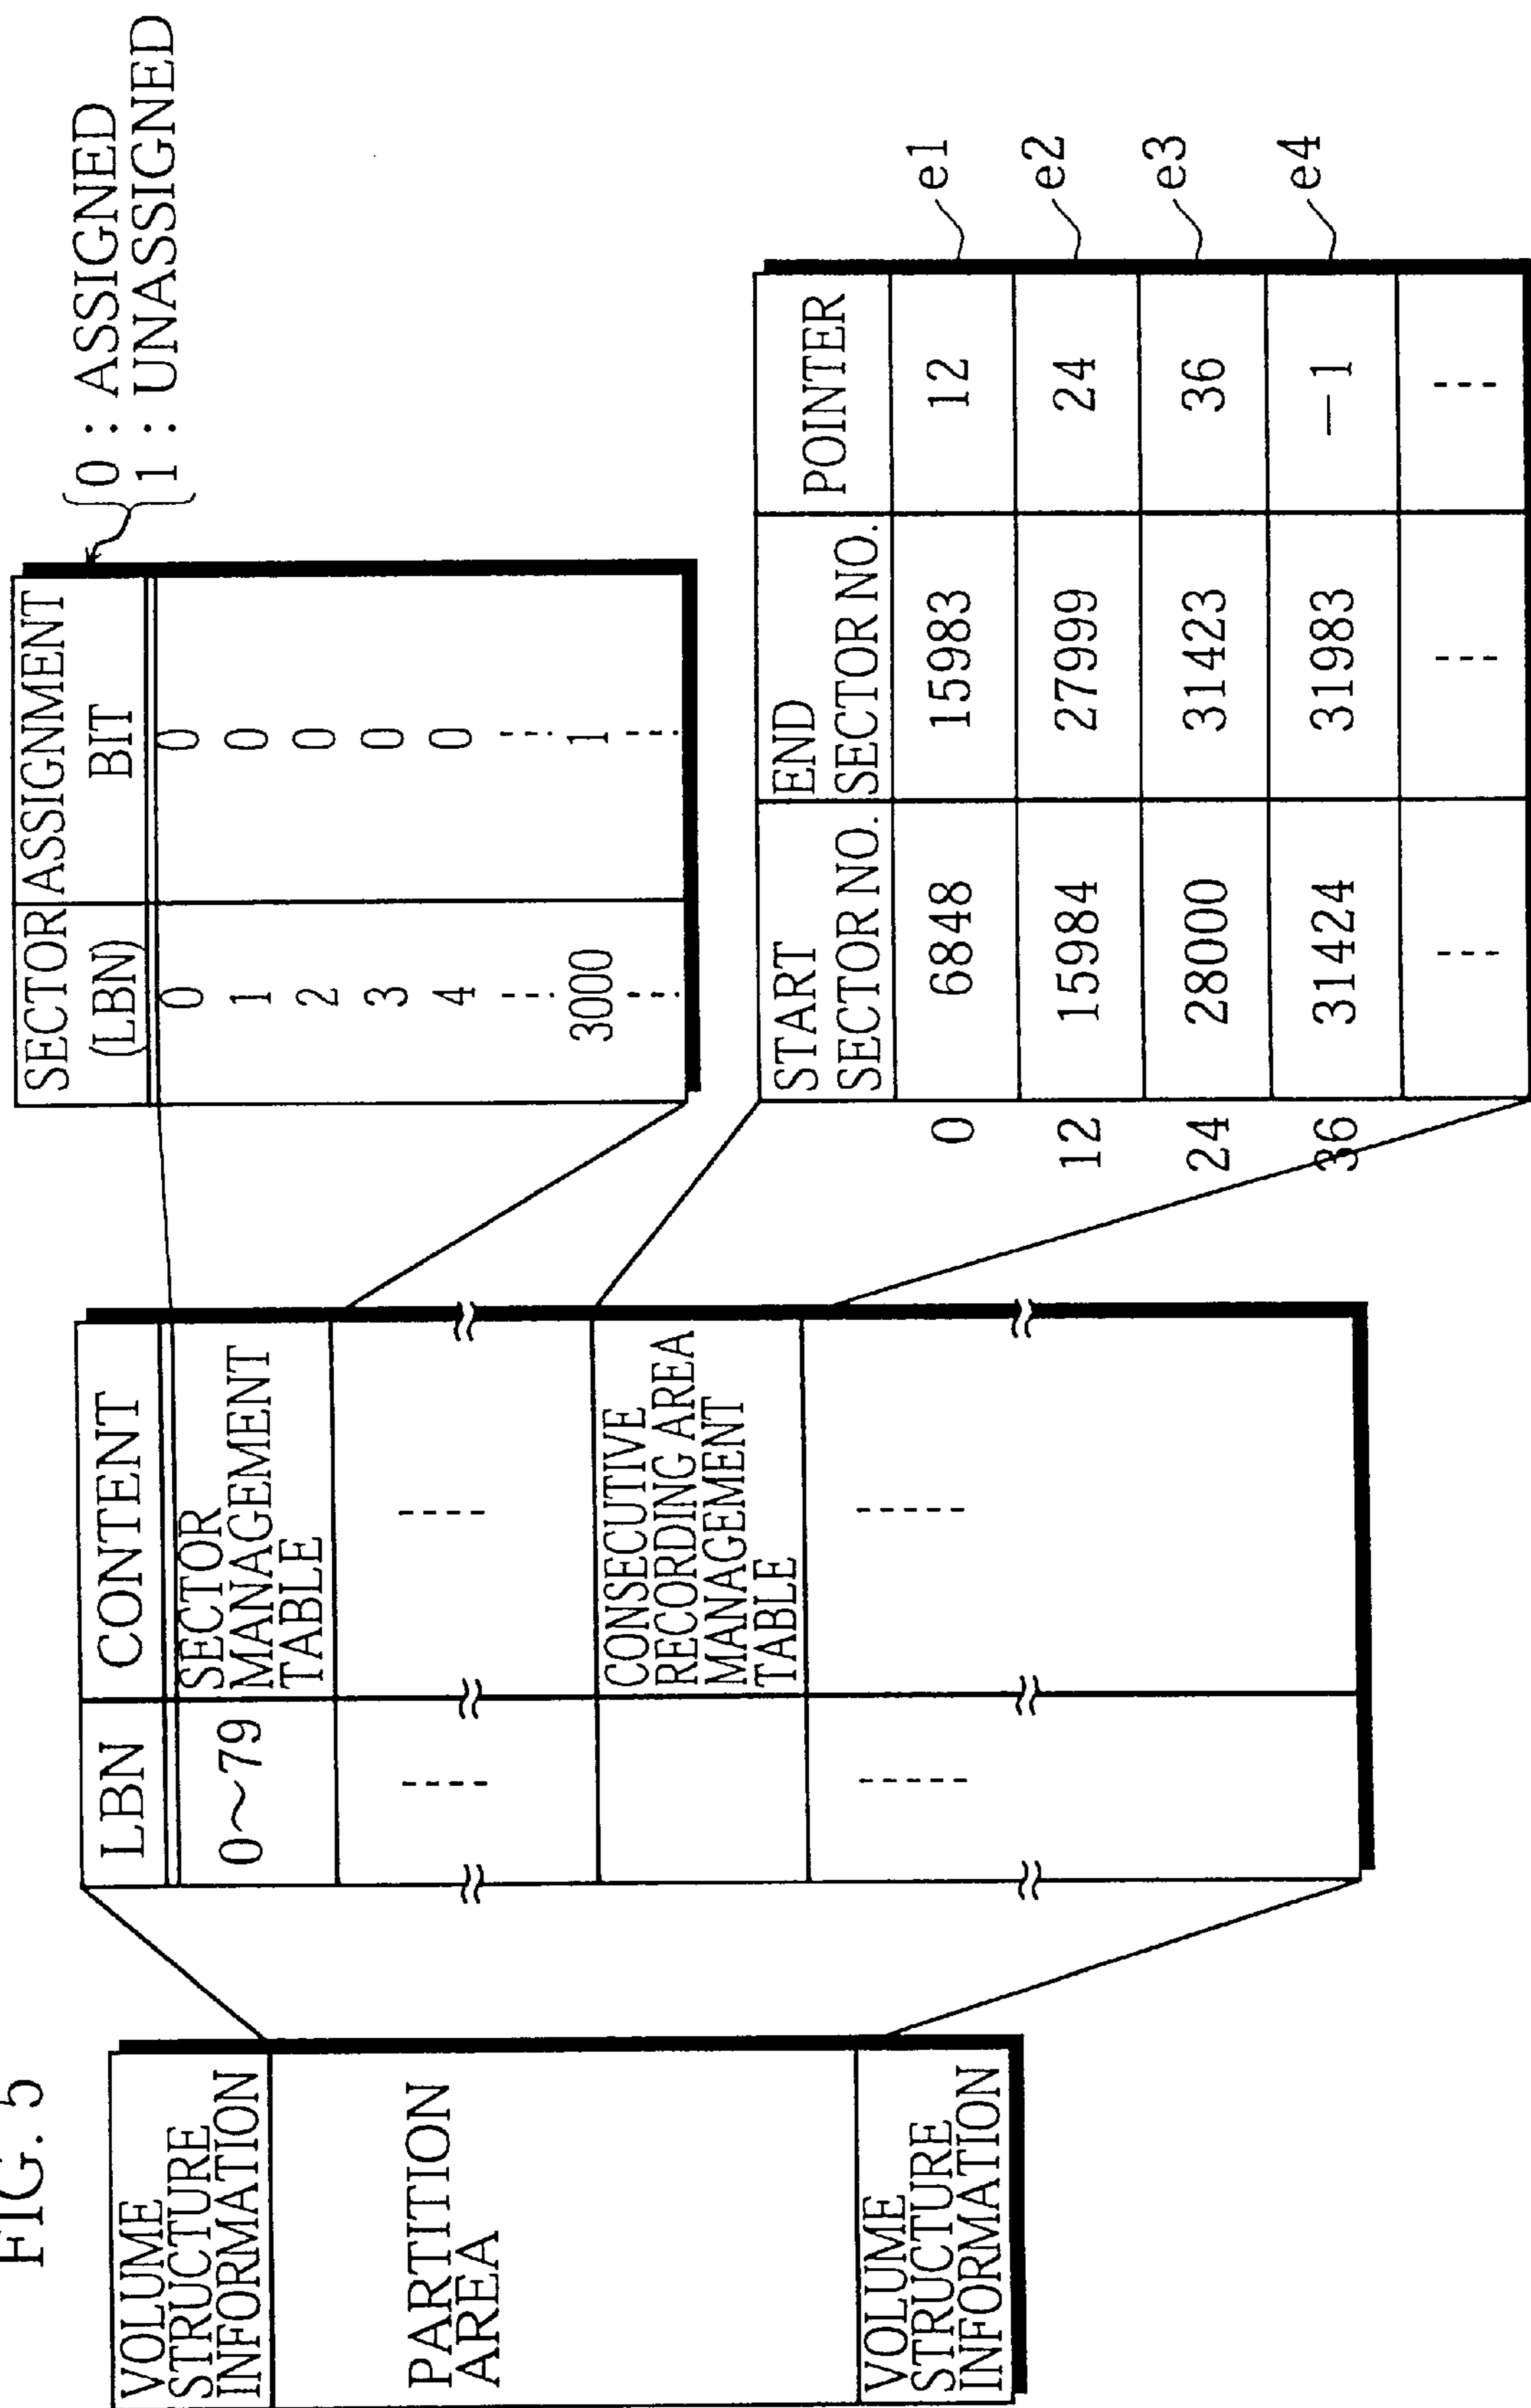 FIG. 5
VOLUME
STRUCTURE
INFORMATION
PARTITION
AREA
VOLUME
STRUCTURE
INFORMATION
LBN CONTENT
0～79 SECTOR
MANAGEMENT
TABLE
CONSECUTIVE
RECORDING AREA
MANAGEMENT
TABLE
SECTOR ASSIGNMENT
(LBN) BIT
0 0
1 0
2 0
3 0
4 0
3000 1
0 : ASSIGNED
1 : UNASSIGNED
START END POINTER
SECTOR NO. SECTOR NO.
0 6848 15983 12 e1
12 15984 27999 24 e2
24 28000 31423 36 e3
36 31424 31983 －1 e4